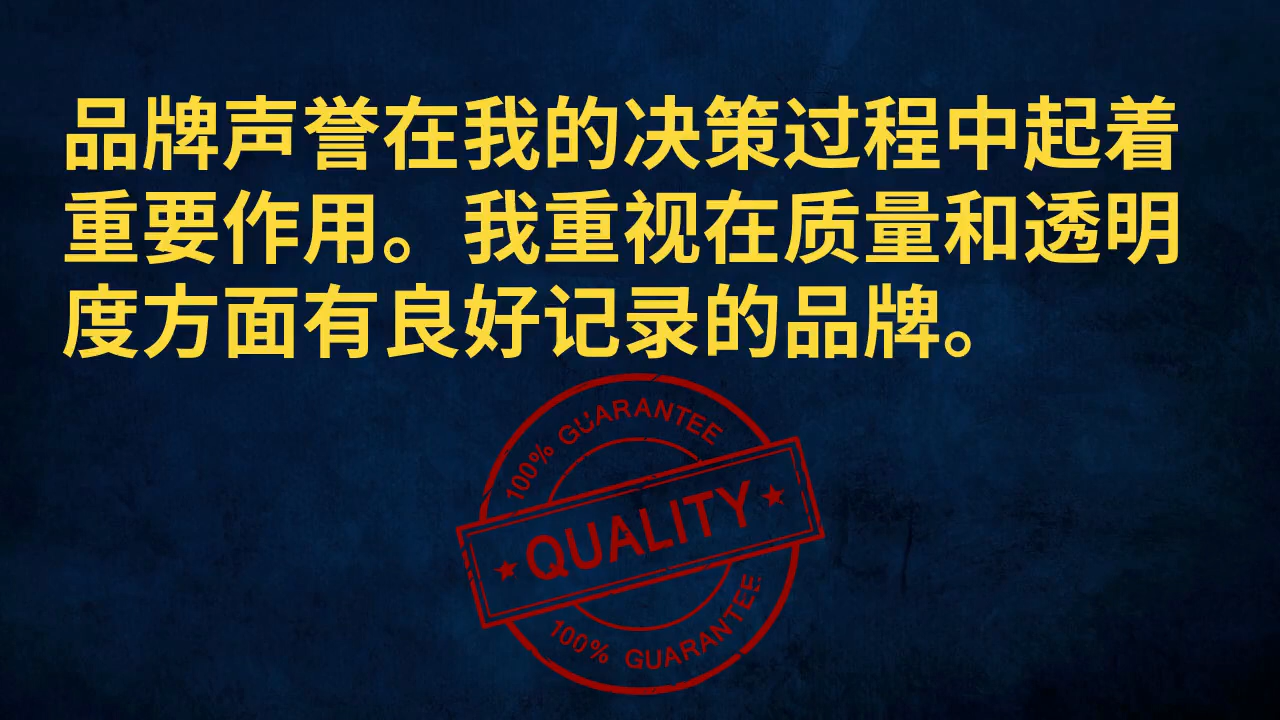 品牌声誉在我的决策过程中起着
重要作用。我重视在质量和透明
度方面有良好记录的品牌。
100% GUARANTEE
QUALITY
100% GUARANTEE